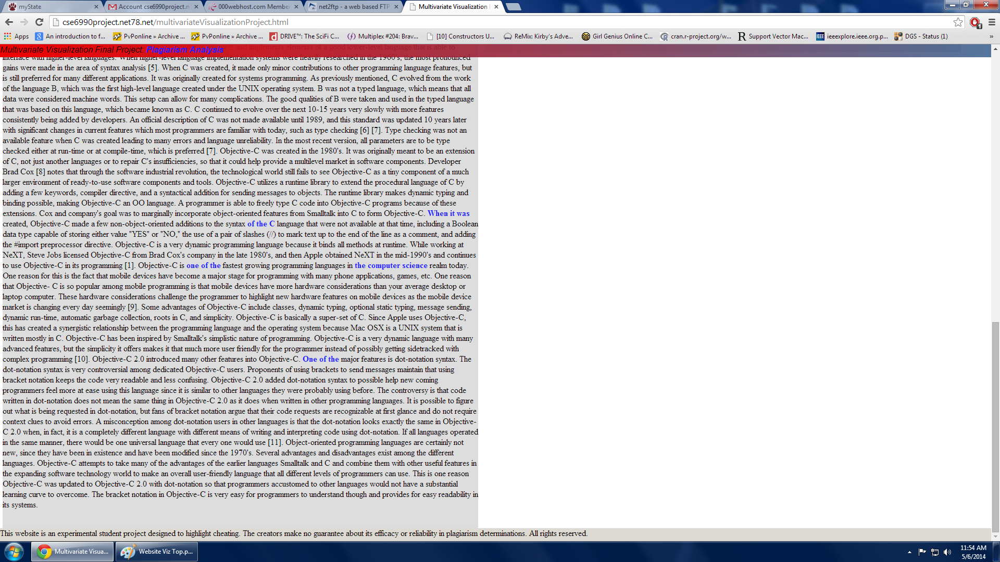 myState
Account cse6990project.n
000webhost.com Membe
net2ftp - a web based FTP
Multivariate Visualization
cse6990project.net78.net/multivariateVisualizationProject.html
1
Apps
An introduction to f...
PvPonline » Archive ...
PvPonline » Archive ...
DRIVE™: The SciFi C...
Multiplex #204: Brav...
[10] Constructors U...
ReMix: Kirby's Adve...
Girl Genius Online C...
cran.r-project.org/w...
Support Vector Mac...
ieeexplore.ieee.org.p...
DGS - Status (1)
»
Multivariate Visualization Final Project: Plagiarism Analysis
and implements elements of a good lower-level language that is able to
interface with higher-level languages. When higher-level language implementation systems were heavily researched in the 1960's, the most pronounced
gains were made in the area of syntax analysis [5]. When C was created, it made only minor contributions to other programming language features, but
is still preferred for many different applications. It was originally created for systems programming. As previously mentioned, C evolved from the work
of the language B, which was the first high-level language created under the UNIX operating system. B was not a typed language, which means that all
data were considered machine words. This setup can allow for many complications. The good qualities of B were taken and used in the typed language
that was based on this language, which became known as C. C continued to evolve over the next 10-15 years very slowly with more features
consistently being added by developers. An official description of C was not made available until 1989, and this standard was updated 10 years later
with significant changes in current features which most programmers are familiar with today, such as type checking [6] [7]. Type checking was not an
available feature when C was created leading to many errors and language unreliability. In the most recent version, all parameters are to be type
checked either at run-time or at compile-time, which is preferred [7]. Objective-C was created in the 1980's. It was originally meant to be an extension
of C, not just another languages or to repair C's insufficiencies, so that it could help provide a multilevel market in software components. Developer
Brad Cox [8] notes that through the software industrial revolution, the technological world still fails to see Objective-C as a tiny component of a much
larger environment of ready-to-use software components and tools. Objective-C utilizes a runtime library to extend the procedural language of C by
adding a few keywords, compiler directive, and a syntactical addition for sending messages to objects. The runtime library makes dynamic typing and
binding possible, making Objective-C an OO language. A programmer is able to freely type C code into Objective-C programs because of these
extensions. Cox and company's goal was to marginally incorporate object-oriented features from Smalltalk into C to form Objective-C. When it was
created, Objective-C made a few non-object-oriented additions to the syntax of the C language that were not available at that time, including a Boolean
data type capable of storing either value "YES" or "NO," the use of a pair of slashes (//) to mark text up to the end of the line as a comment, and adding
the #import preprocessor directive. Objective-C is a very dynamic programming language because it binds all methods at runtime. While working at
NeXT, Steve Jobs licensed Objective-C from Brad Cox's company in the late 1980's, and then Apple obtained NeXT in the mid-1990's and continues
to use Objective-C in its programming [1]. Objective-C is one of the fastest growing programming languages in the computer science realm today.
One reason for this is the fact that mobile devices have become a major stage for programming with many phone applications, games, etc. One reason
that Objective- C is so popular among mobile programming is that mobile devices have more hardware considerations than your average desktop or
laptop computer. These hardware considerations challenge the programmer to highlight new hardware features on mobile devices as the mobile device
market is changing every day seemingly [9]. Some advantages of Objective-C include classes, dynamic typing, optional static typing, message sending,
dynamic run-time, automatic garbage collection, roots in C, and simplicity. Objective-C is basically a super-set of C. Since Apple uses Objective-C,
this has created a synergistic relationship between the programming language and the operating system because Mac OSX is a UNIX system that is
written mostly in C. Objective-C has been inspired by Smalltalk's simplistic nature of programming. Objective-C is a very dynamic language with many
advanced features, but the simplicity it offers makes it that much more user friendly for the programmer instead of possibly getting sidetracked with
complex programming [10]. Objective-C 2.0 introduced many other features into Objective-C. One of the major features is dot-notation syntax. The
dot-notation syntax is very controversial among dedicated Objective-C users. Proponents of using brackets to send messages maintain that using
bracket notation keeps the code very readable and less confusing. Objective-C 2.0 added dot-notation syntax to possible help new coming
programmers feel more at ease using this language since it is similar to other languages they were probably using before. The controversy is that code
written in dot-notation does not mean the same thing in Objective-C 2.0 as it does when written in other programming languages. It is possible to figure
out what is being requested in dot-notation, but fans of bracket notation argue that their code requests are recognizable at first glance and do not require
context clues to avoid errors. A misconception among dot-notation users in other languages is that the dot-notation looks exactly the same in Objective-
C 2.0 when, in fact, it is a completely different language with different means of writing and interpreting code using dot-notation. If all languages operated
in the same manner, there would be one universal language that every one would use [11]. Object-oriented programming languages are certainly not
new, since they have been in existence and have been modified since the 1970's. Several advantages and disadvantages exist among the different
languages. Objective-C attempts to take many of the advantages of the earlier languages Smalltalk and C and combine them with other useful features in
the expanding software technology world to make an overall user-friendly language that all different levels of programmers can use. This is one reason
Objective-C was updated to Objective-C 2.0 with dot-notation so that programmers accustomed to other languages would not have a substantial
learning curve to overcome. The bracket notation in Objective-C is very easy for programmers to understand though and provides for easy readability in
its systems.
This website is an experimental student project designed to highlight cheating. The creators make no guarantee about its efficacy or reliability in plagiarism determinations. All rights reserved.
Multivariate Visua...
Website Viz Top.p...
11:54 AM
5/6/2014